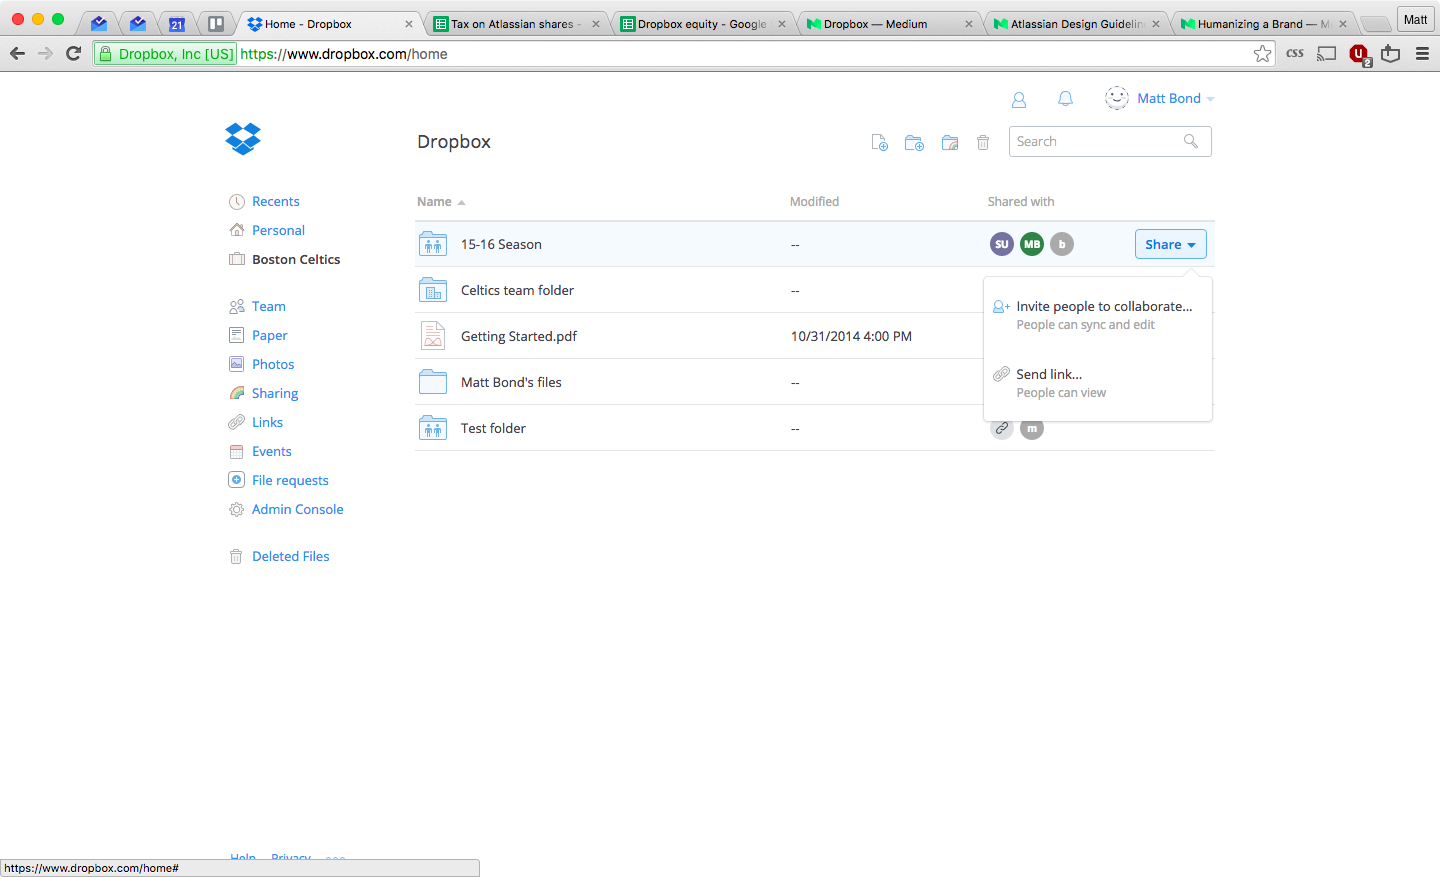 Home - Dropbox
Tax on Atlassian shares -
Dropbox equity - Google
Dropbox — Medium
Atlassian Design Guidelin
Humanizing a Brand — M
Matt
21
Dropbox, Inc [US] https://www.dropbox.com/home
css
2
Matt Bond
Dropbox
Search
Recents
Personal
Boston Celtics
Team
Paper
Photos
Sharing
Links
Events
File requests
Admin Console
Deleted Files
Name Modified Shared with
15-16 Season -- SU MB b Share
Celtics team folder --
Getting Started.pdf 10/31/2014 4:00 PM
Matt Bond's files --
Test folder -- m
Invite people to collaborate...
People can sync and edit
Send link...
People can view
Help Privacy
https://www.dropbox.com/home#